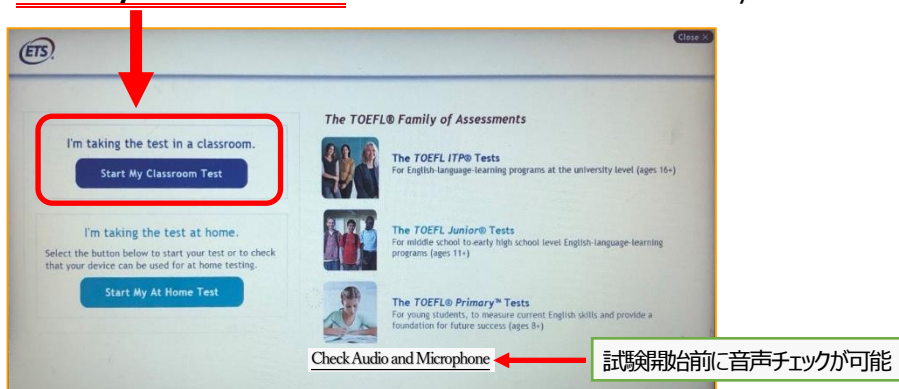 ETS
Close ×
I'm taking the test in a classroom.
Start My Classroom Test
I'm taking the test at home.
Select the button below to start your test or to check
that your device can be used for at home testing.
Start My At Home Test
The TOEFL® Family of Assessments
The TOEFL ITP® Tests
For English-language-learning programs at the university level (ages 16+)
The TOEFL Junior® Tests
For middle school to early high school level English-language-learning
programs (ages 11+)
The TOEFL® Primary™ Tests
For young students, to measure current English skills and provide a
foundation for future success (ages 8+)
Check Audio and Microphone
試験開始前に音声チェックが可能